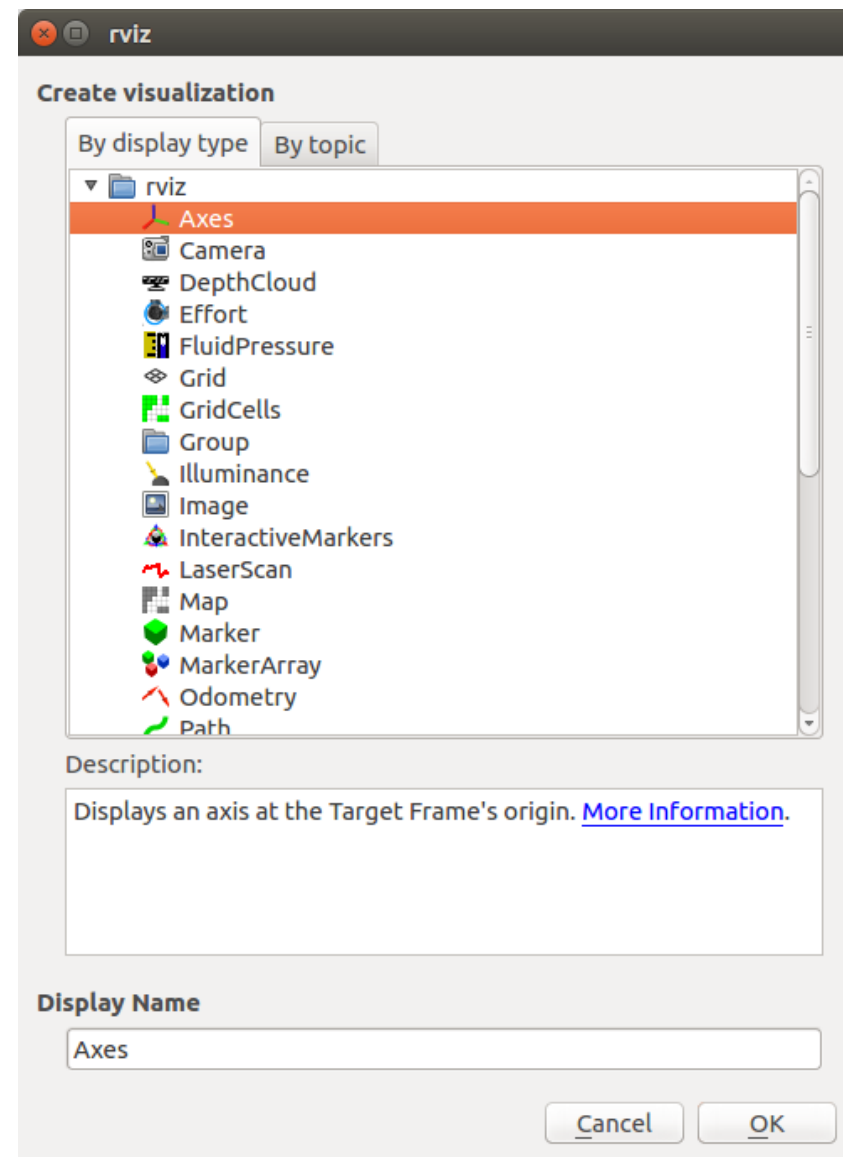 rviz
Create visualization
By display type By topic
rviz
Axes
Camera
DepthCloud
Effort
FluidPressure
Grid
GridCells
Group
Illuminance
Image
InteractiveMarkers
LaserScan
Map
Marker
MarkerArray
Odometry
Path
Description:
Displays an axis at the Target Frame's origin. More Information.
Display Name
Axes
Cancel OK